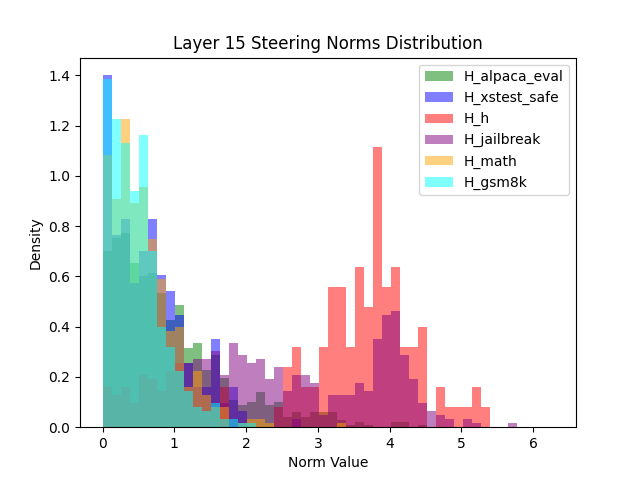 Layer 15 Steering Norms Distribution
1.4
1.2
1.0
0.8
0.6
0.4
0.2
0.0
Density
H_alpaca_eval
H_xstest_safe
H_h
H_jailbreak
H_math
H_gsm8k
0 1 2 3 4 5 6
Norm Value